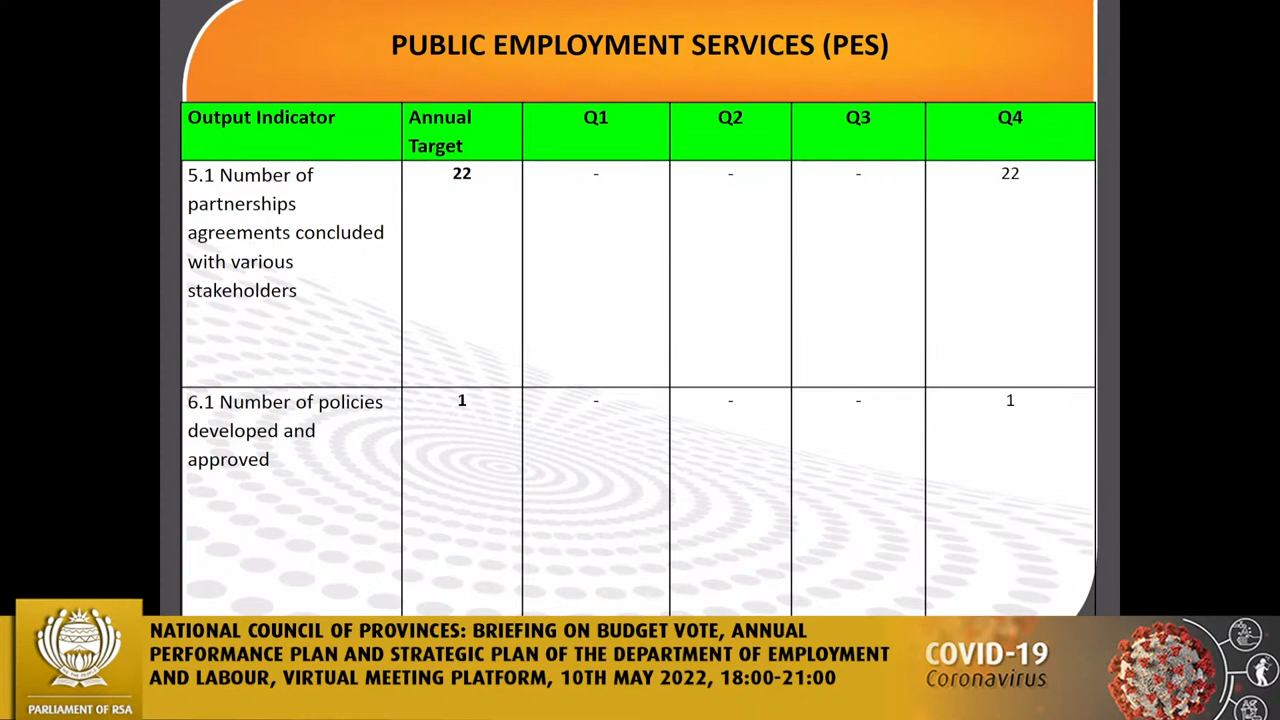 PUBLIC EMPLOYMENT SERVICES (PES)
Output Indicator
Annual
Target
Q1
Q2
Q3
Q4
5.1 Number of
partnerships
agreements concluded
with various
stakeholders
22
-
-
-
22
6.1 Number of policies
developed and
approved
1
-
-
-
1
NATIONAL COUNCIL OF PROVINCES: BRIEFING ON BUDGET VOTE, ANNUAL
PERFORMANCE PLAN AND STRATEGIC PLAN OF THE DEPARTMENT OF EMPLOYMENT
AND LABOUR, VIRTUAL MEETING PLATFORM, 10TH MAY 2022, 18:00-21:00
PARLIAMENT OF RSA
COVID-19
Coronavirus